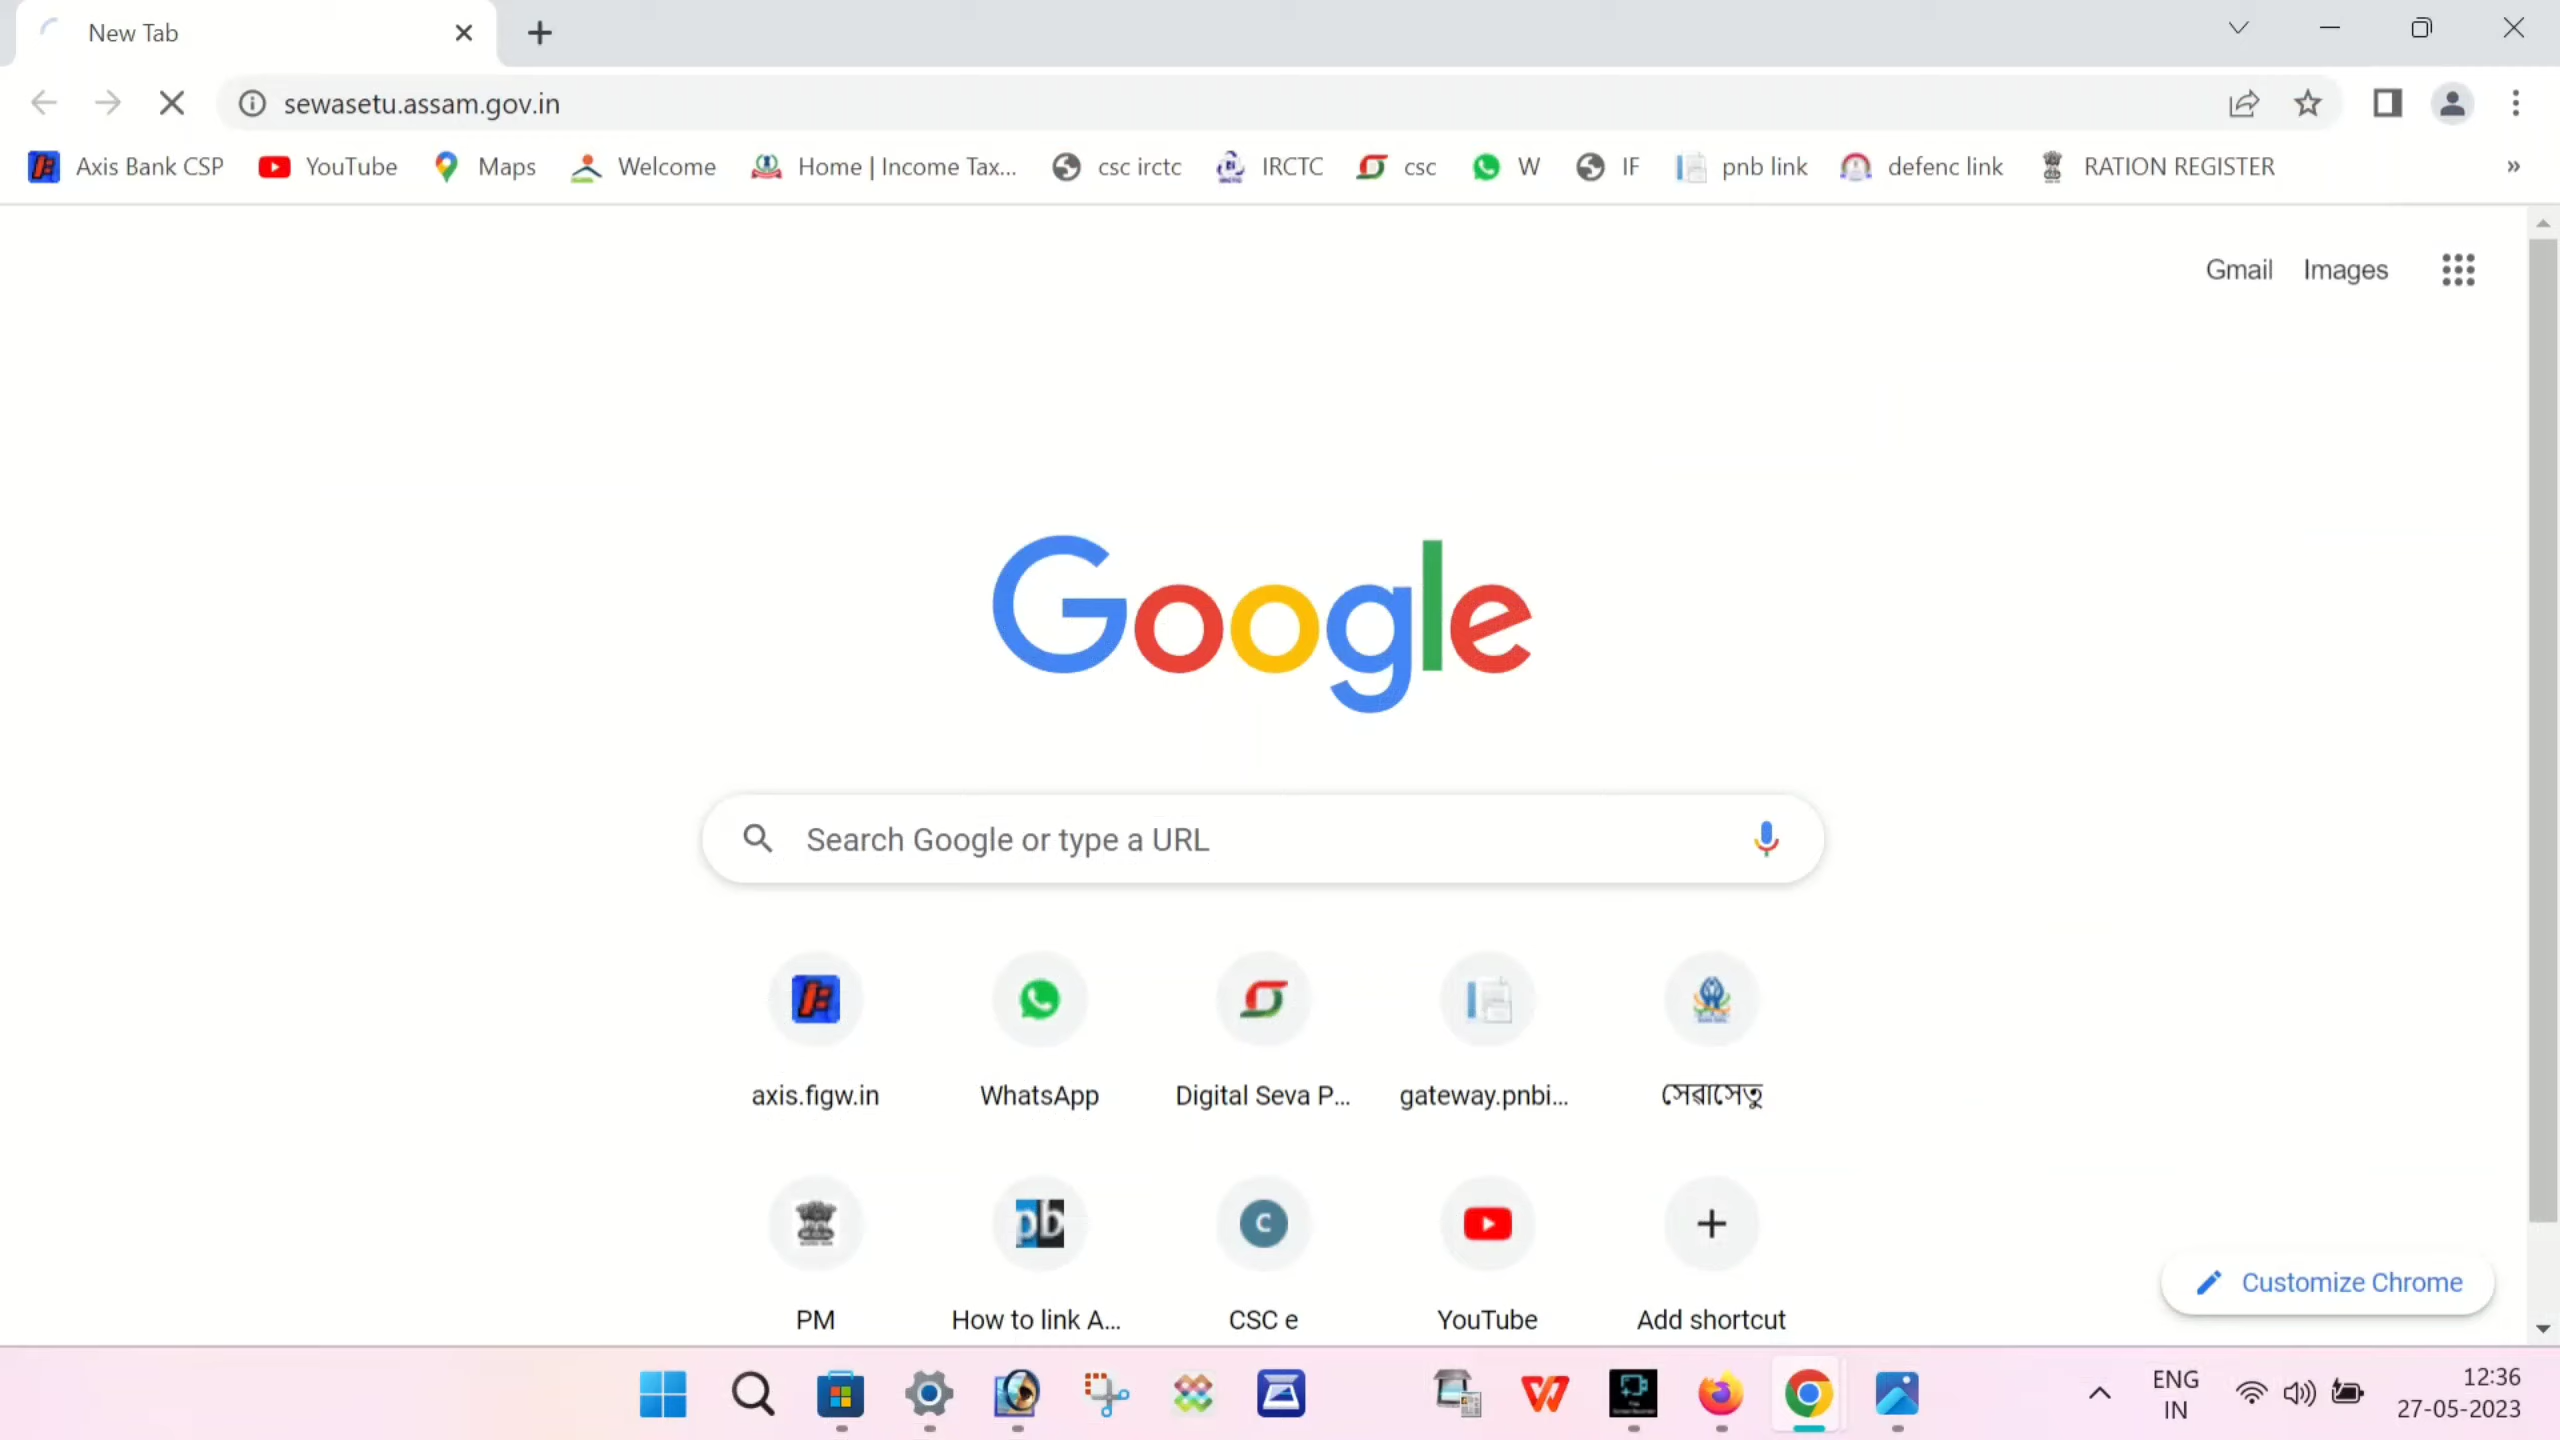 New Tab
sewasetu.assam.gov.in
Axis Bank CSP YouTube Maps Welcome Home | Income Tax... csc irctc IRCTC csc W IF pnb link defenc link RATION REGISTER »
Gmail Images
Google
Search Google or type a URL
axis.figw.in WhatsApp Digital Seva P... gateway.pnbi... সেৱাসেতু
pb C
PM How to link A... CSC e YouTube Add shortcut
Customize Chrome
ENG 12:36
IN 27-05-2023